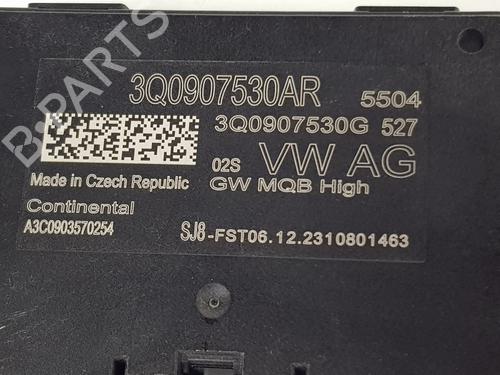 3Q0907530AR 5504
3Q0907530G 527
02S VW AG
Made in Czech Republic GW MQB High
Continental
A3C0903570254 SJ8-FST06.12.2310801463
B-PARTS